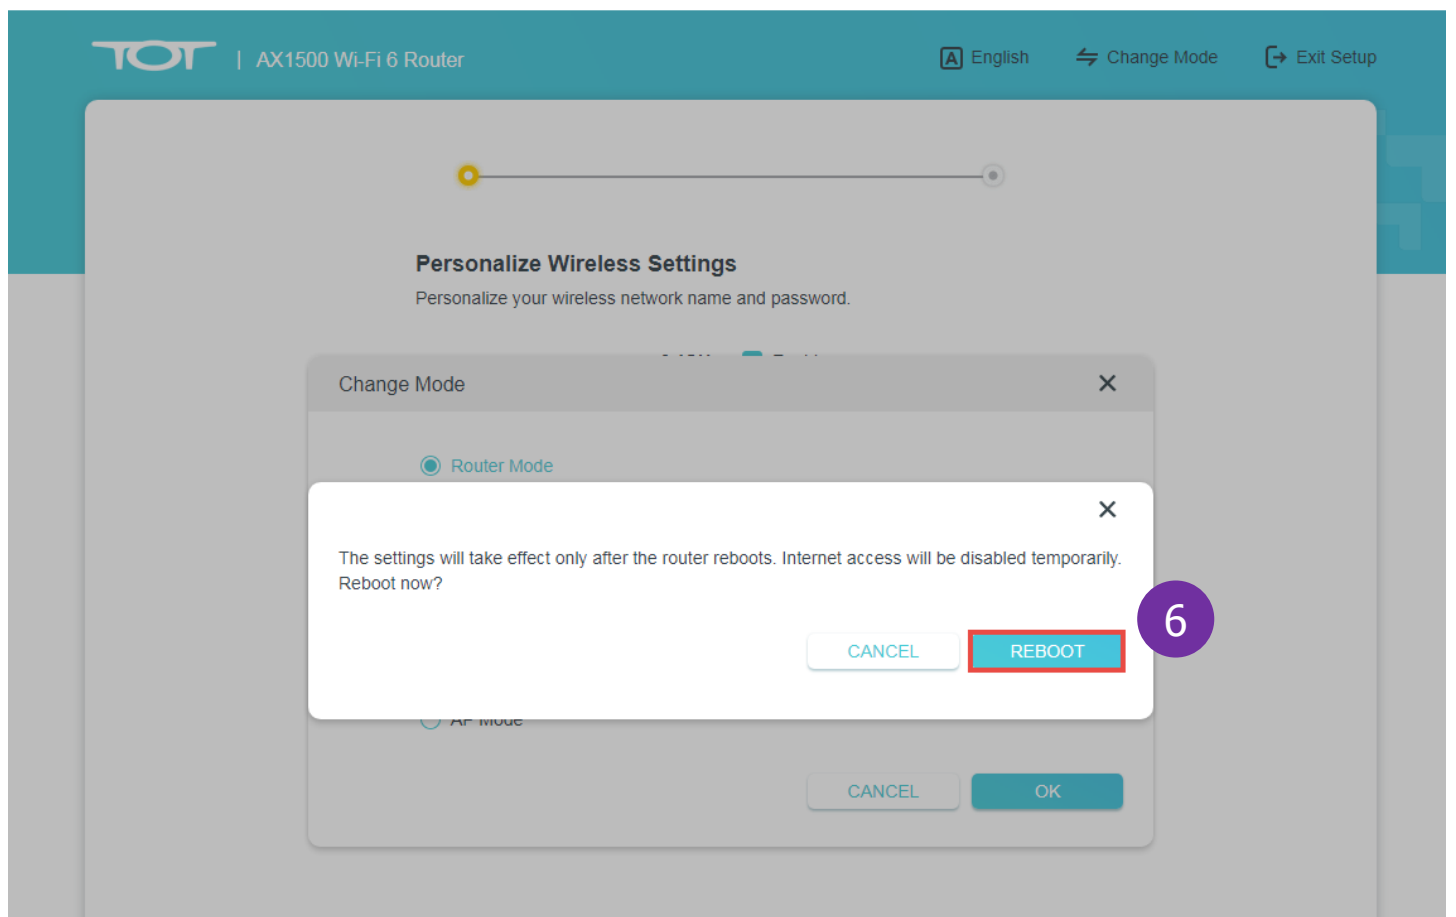 TOT | AX1500 Wi-Fi 6 Router
English
Change Mode
Exit Setup
Personalize Wireless Settings
Personalize your wireless network name and password.
Change Mode
Router Mode
The settings will take effect only after the router reboots. Internet access will be disabled temporarily.
Reboot now?
CANCEL
REBOOT
6
AP Mode
CANCEL
OK